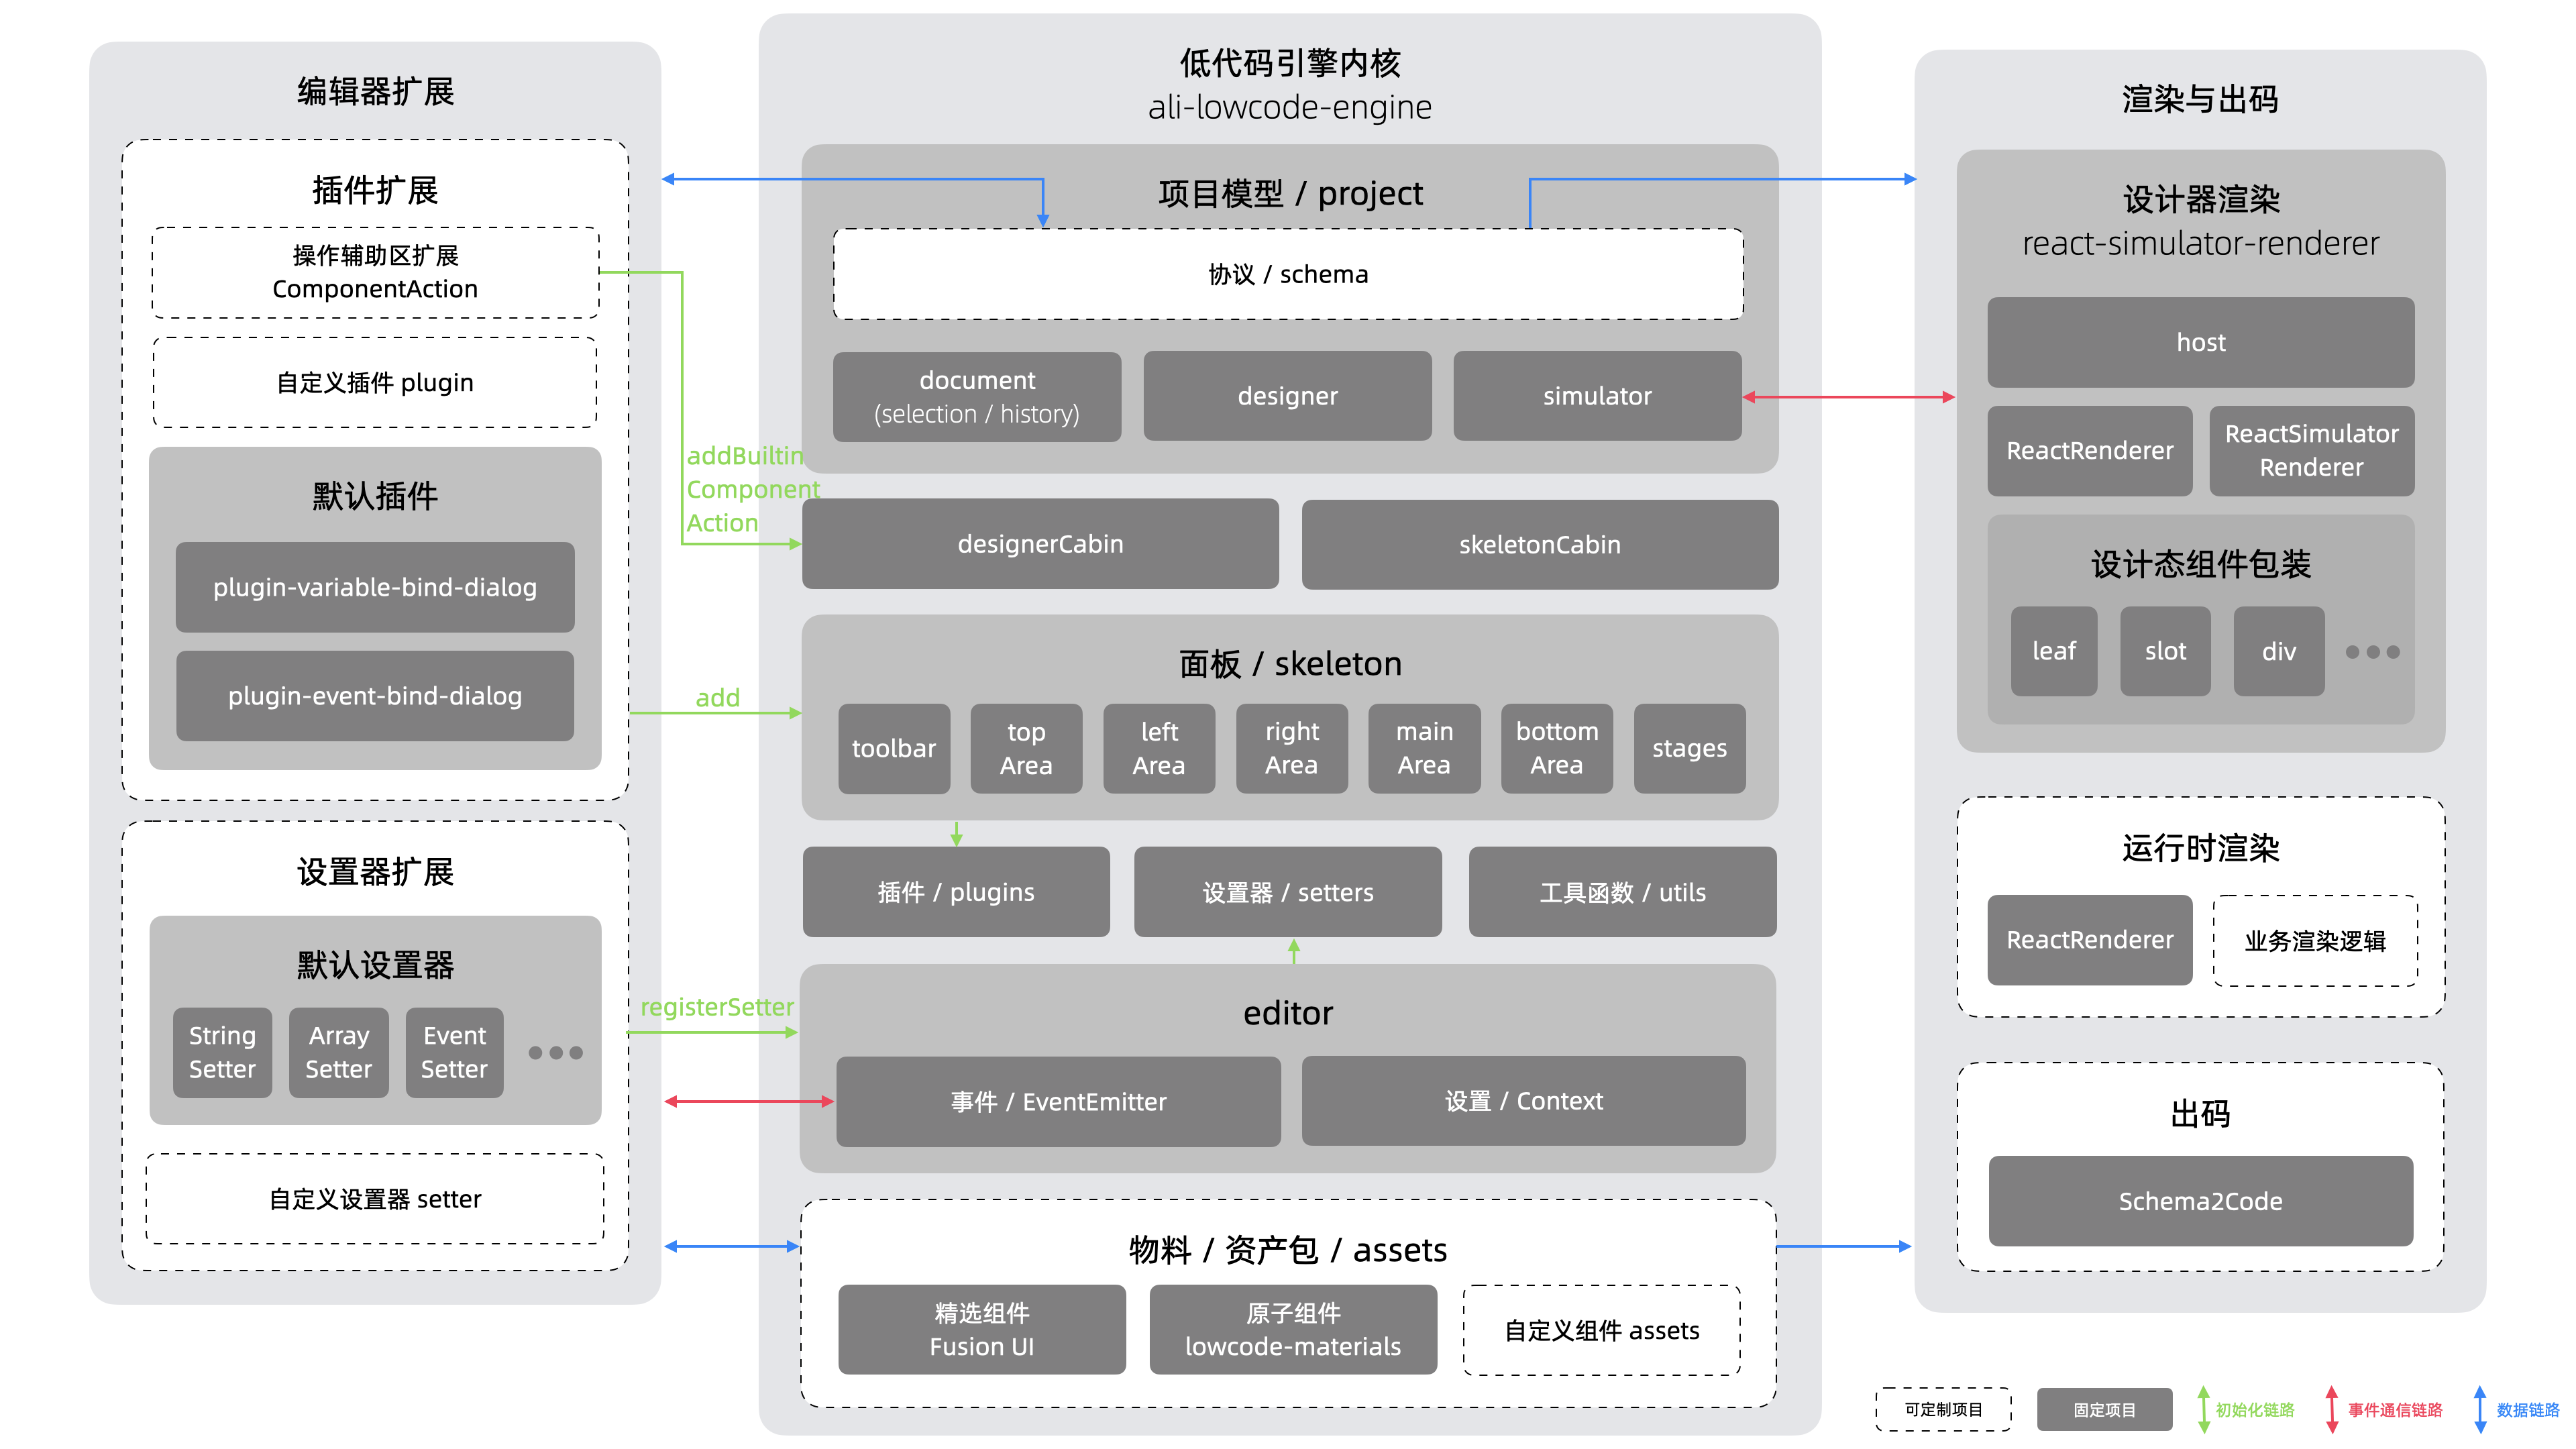 编辑器扩展
插件扩展
操作辅助区扩展
ComponentAction
自定义插件 plugin
默认插件
plugin-variable-bind-dialog
plugin-event-bind-dialog
设置器扩展
默认设置器
String
Setter
Array
Setter
Event
Setter
自定义设置器 setter
addBuiltin
Component
Action
add
registerSetter
低代码引擎内核
ali-lowcode-engine
项目模型 / project
协议 / schema
document
(selection / history)
designer
simulator
designerCabin
skeletonCabin
面板 / skeleton
toolbar
top
Area
left
Area
right
Area
main
Area
bottom
Area
stages
插件 / plugins
设置器 / setters
工具函数 / utils
editor
事件 / EventEmitter
设置 / Context
物料 / 资产包 / assets
精选组件
Fusion UI
原子组件
lowcode-materials
自定义组件 assets
渲染与出码
设计器渲染
react-simulator-renderer
host
ReactRenderer
ReactSimulator
Renderer
设计态组件包装
leaf
slot
div
运行时渲染
ReactRenderer
业务渲染逻辑
出码
Schema2Code
可定制项目
固定项目
初始化链路
事件通信链路
数据链路